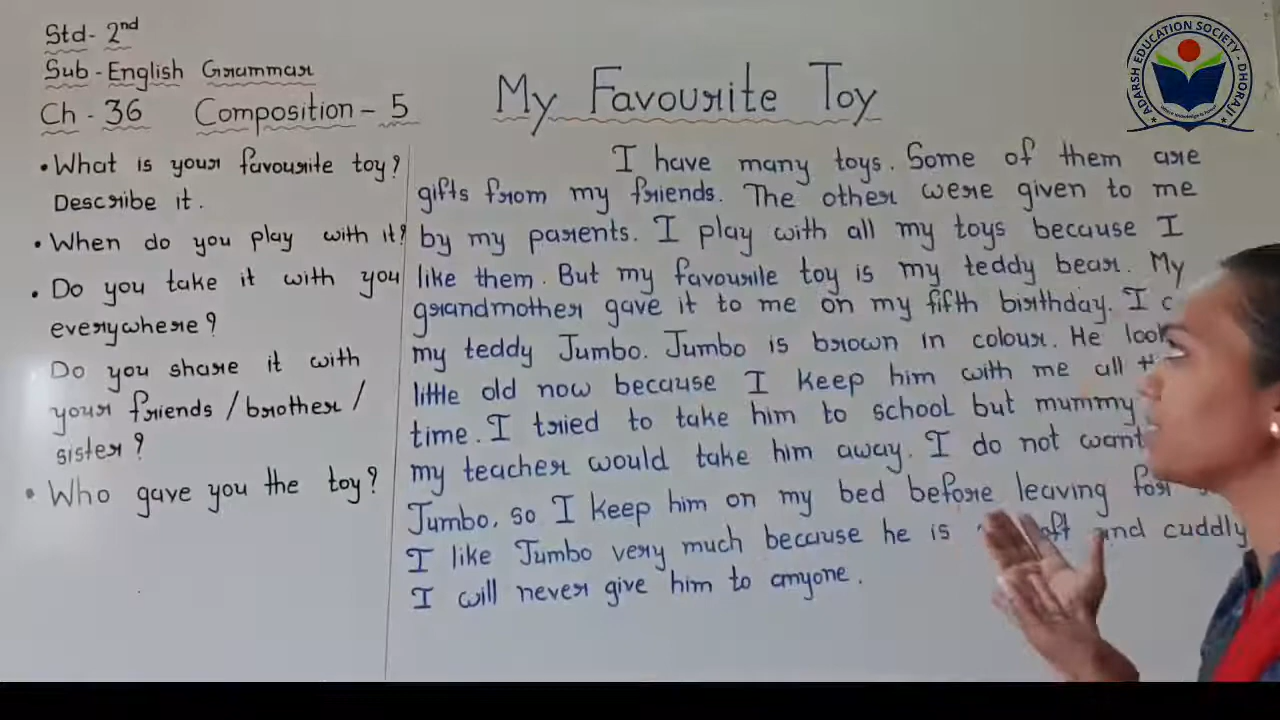 Std- 2nd
Sub - English Grammar
Ch - 36 Composition - 5
• What is your favourite toy?
Describe it.
• When do you play with it?
• Do you take it with you
everywhere?
Do you share it with
your friends / brother /
sister?
• Who gave you the toy?
My Favourite Toy
I have many toys. Some of them are
gifts from my friends. The other were given to me
by my parents. I play with all my toys because I
like them. But my favourite toy is my teddy bear. My
grandmother gave it to me on my fifth birthday. I
my teddy Jumbo. Jumbo is brown in colour. He look
little old now because I keep him with me all
time. I tried to take him to school but mummy
my teacher would take him away. I do not want
Jumbo, so I keep him on my bed before leaving for
I like Jumbo very much because he is and cuddly
I will never give him to anyone.
ADARSH EDUCATION SOCIETY - DHORAJI